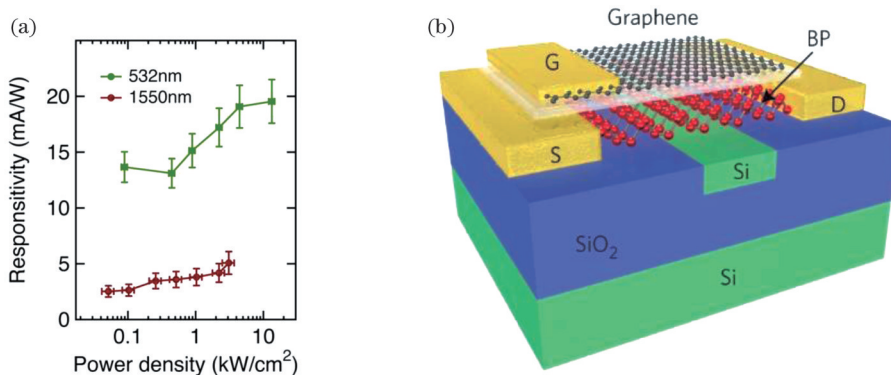 (a)
Responsivity (mA/W)
20
15
10
5
0
532nm
1550nm
0.1
1
10
Power density (kW/cm²)
(b)
Graphene
BP
G
D
S
Si
SiO₂
Si